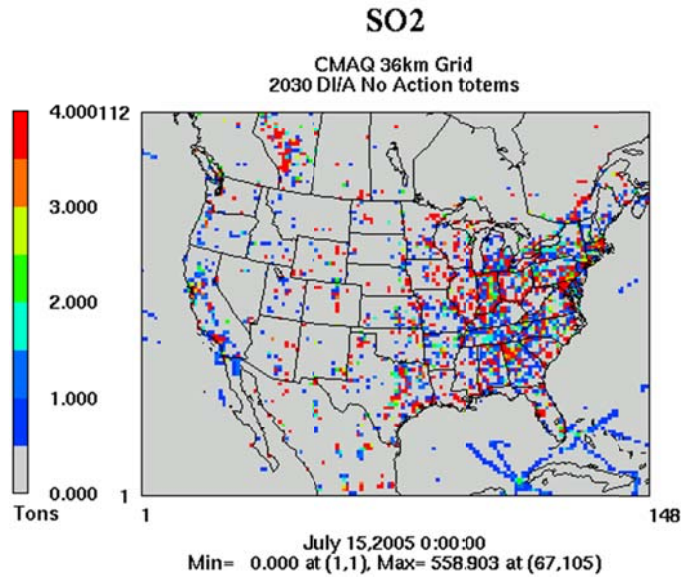 SO2
CMAQ 36km Grid
2030 DI/A No Action totems
4.000
3.000
2.000
1.000
0.000
Tons
112
1
1
148
July 15,2005 0:00:00
Min= 0.000 at (1,1), Max= 558.903 at (67,105)